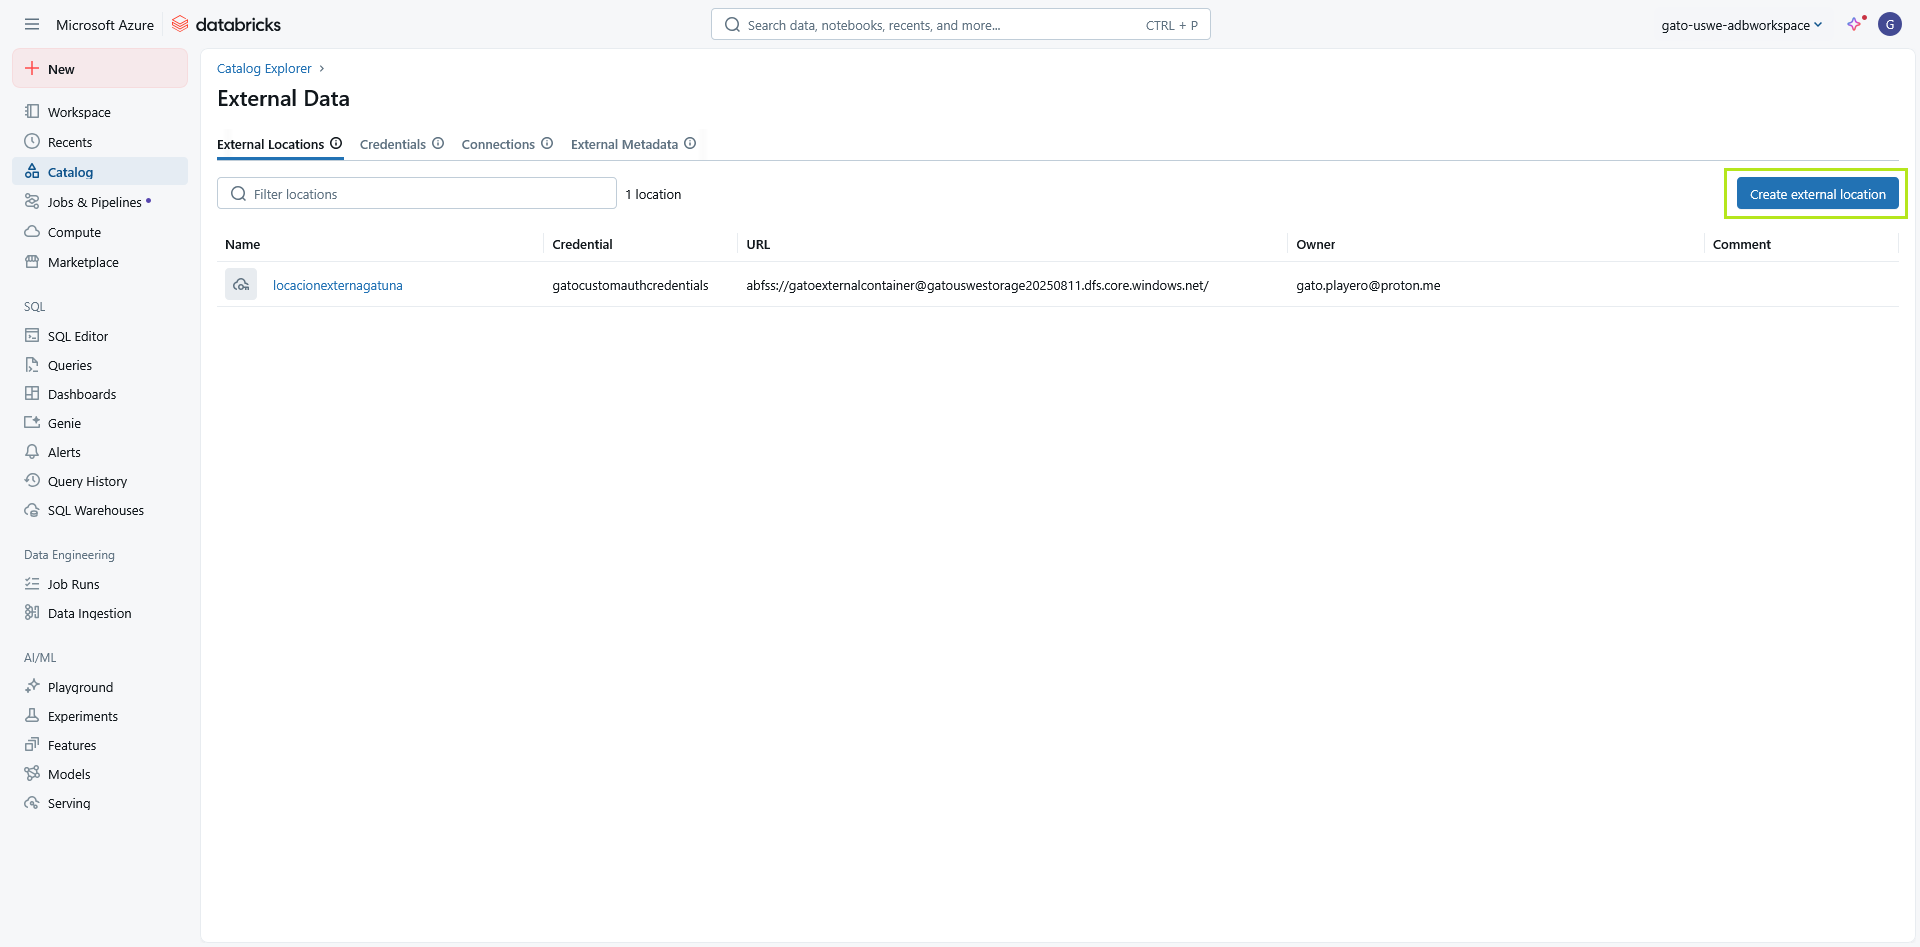 Microsoft Azure databricks
Search data, notebooks, recents, and more... CTRL + P
gato-uswe-adbworkspace
G
New
Workspace
Recents
Catalog
Jobs & Pipelines
Compute
Marketplace
SQL
SQL Editor
Queries
Dashboards
Genie
Alerts
Query History
SQL Warehouses
Data Engineering
Job Runs
Data Ingestion
AI/ML
Playground
Experiments
Features
Models
Serving
Catalog Explorer
External Data
External Locations Credentials Connections External Metadata
Filter locations 1 location
Create external location
Name Credential URL Owner Comment
locacionexternagatuna gatocustomauthcredentials abfss://gatoexternalcontainer@gatouswestorage20250811.dfs.core.windows.net/ gato.playero@proton.me